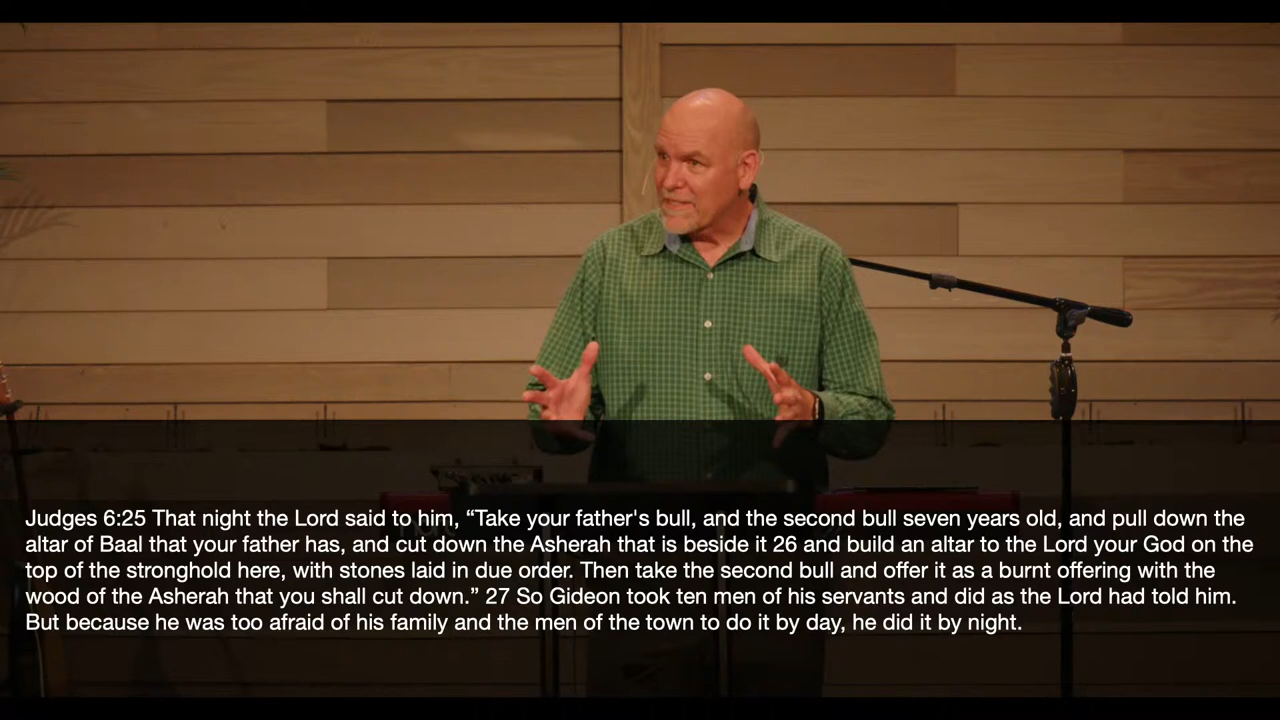 Judges 6:25 That night the Lord said to him, “Take your father's bull, and the second bull seven years old, and pull down the
altar of Baal that your father has, and cut down the Asherah that is beside it 26 and build an altar to the Lord your God on the
top of the stronghold here, with stones laid in due order. Then take the second bull and offer it as a burnt offering with the
wood of the Asherah that you shall cut down.” 27 So Gideon took ten men of his servants and did as the Lord had told him.
But because he was too afraid of his family and the men of the town to do it by day, he did it by night.